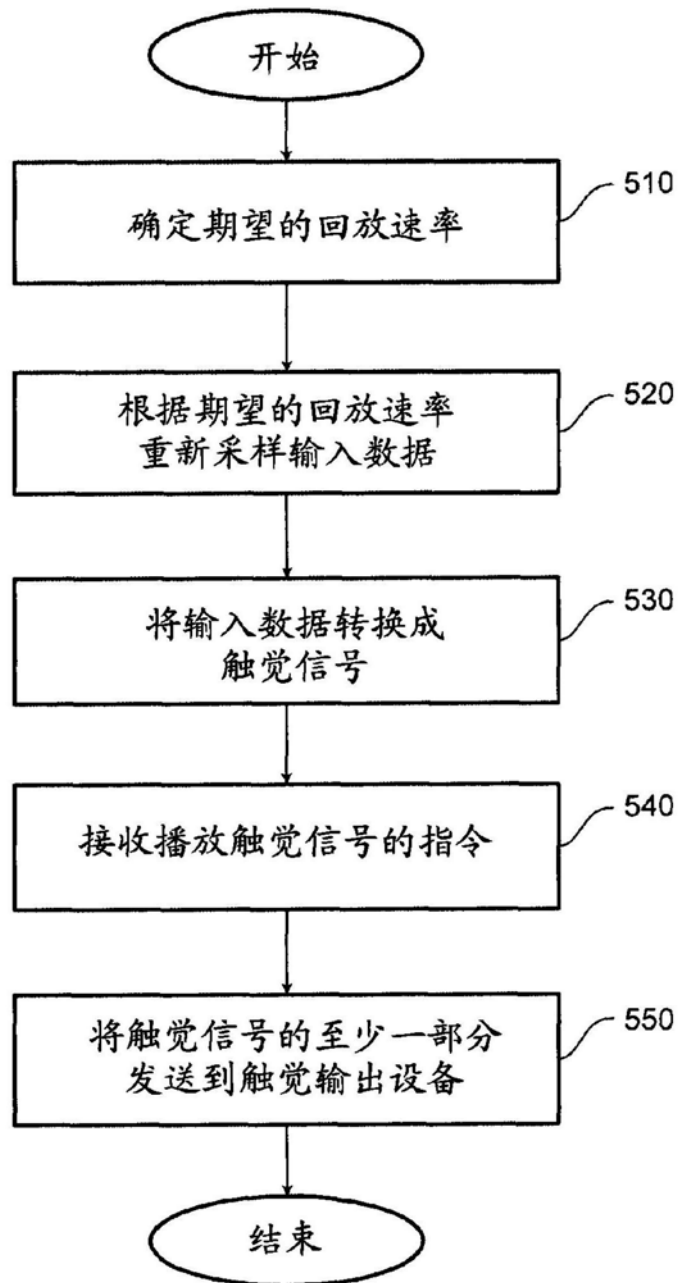 开始
确定期望的回放速率
510
根据期望的回放速率
重新采样输入数据
520
将输入数据转换成
触觉信号
530
接收播放触觉信号的指令
540
将触觉信号的至少一部分
发送到触觉输出设备
550
结束